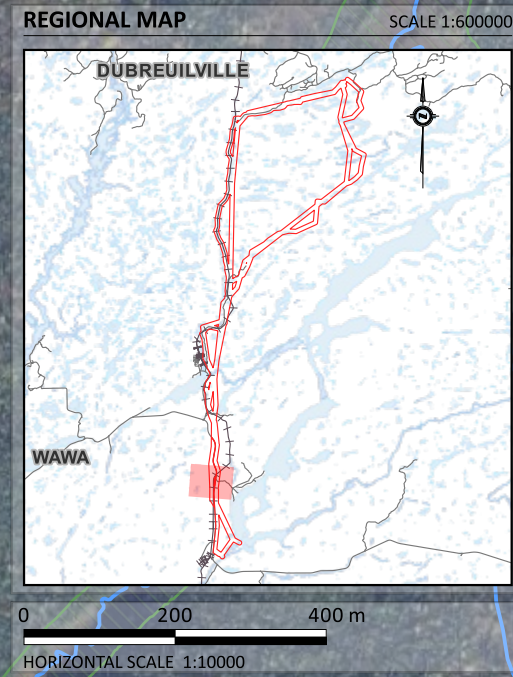 REGIONAL MAP SCALE 1:600000
DUBREUILVILLE
N
WAWA
0 200 400 m
HORIZONTAL SCALE 1:10000